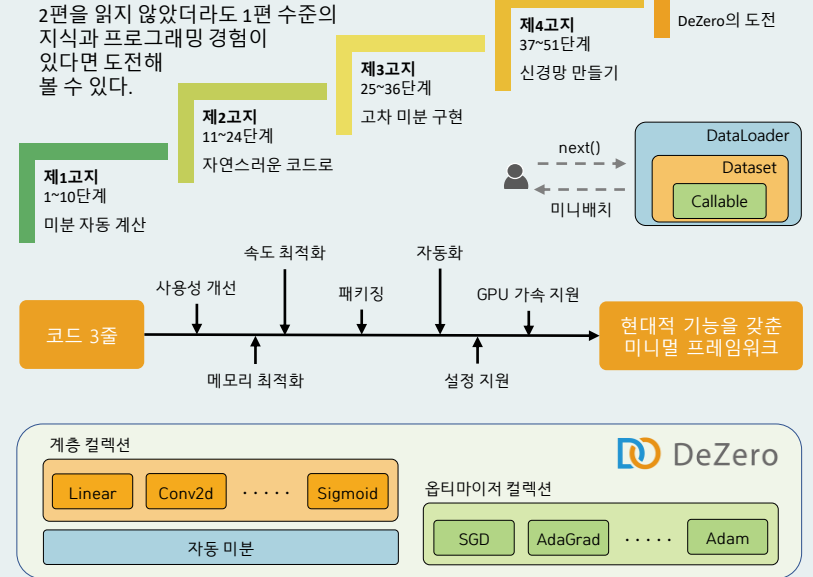 2편을 읽지 않았더라도 1편 수준의
지식과 프로그래밍 경험이
있다면 도전해
볼 수 있다.
제1고지
1~10단계
미분 자동 계산
제2고지
11~24단계
자연스러운 코드로
제3고지
25~36단계
고차 미분 구현
제4고지
37~51단계
신경망 만들기
DeZero의 도전
next()
미니배치
DataLoader
Dataset
Callable
속도 최적화
자동화
사용성 개선
패키징
GPU 가속 지원
코드 3줄
현대적 기능을 갖춘
미니멀 프레임워크
메모리 최적화
설정 지원
계층 컬렉션
DeZero
Linear
Conv2d
·····
Sigmoid
자동 미분
옵티마이저 컬렉션
SGD
AdaGrad
·····
Adam